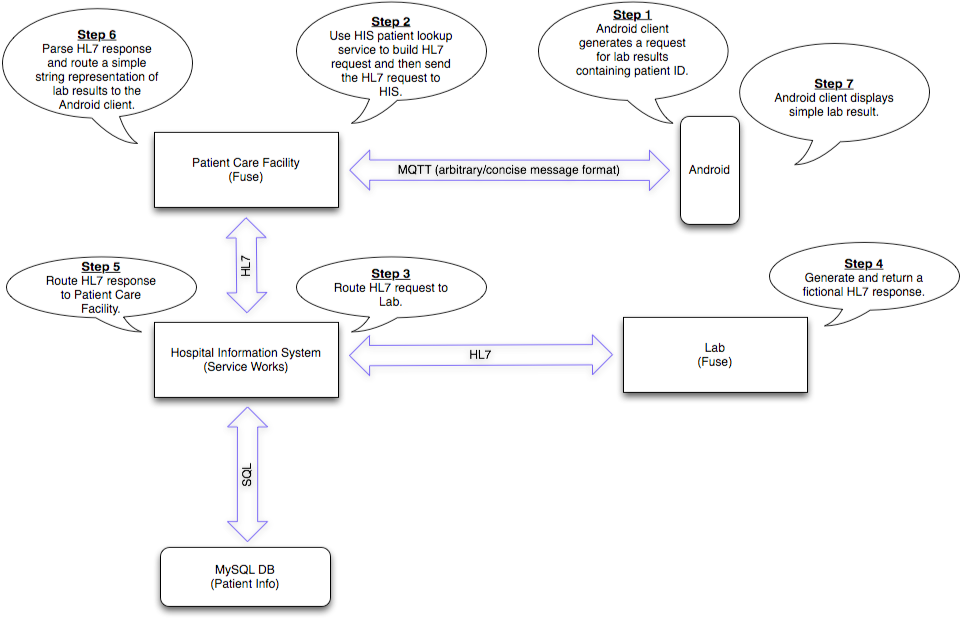 Step 6
Parse HL7 response
and route a simple
string representation of
lab results to the
Android client.
Step 2
Use HIS patient lookup
service to build HL7
request and then send
the HL7 request to
HIS.
Step 1
Android client
generates a request
for lab results
containing patient ID.
Step 7
Android client displays
simple lab result.
Patient Care Facility
(Fuse)
MQTT (arbitrary/concise message format)
Android
HL7
Step 5
Route HL7 response
to Patient Care
Facility.
Step 3
Route HL7 request to
Lab.
Step 4
Generate and return a
fictional HL7 response.
Hospital Information System
(Service Works)
HL7
Lab
(Fuse)
SQL
MySQL DB
(Patient Info)